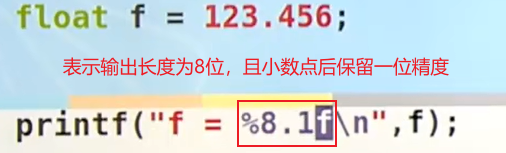 float f = 123.456;
表示输出长度为8位，且小数点后保留一位精度
printf("f = %8.1f\n",f);